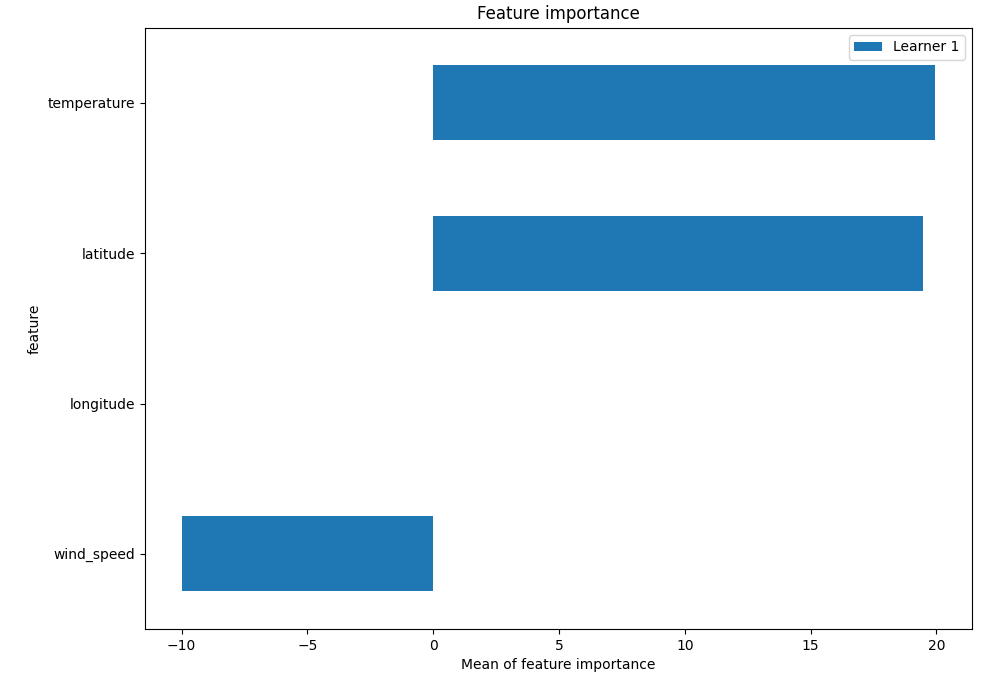 Feature importance
Learner 1
temperature
latitude
longitude
wind_speed
feature
−10 −5 0 5 10 15 20
Mean of feature importance